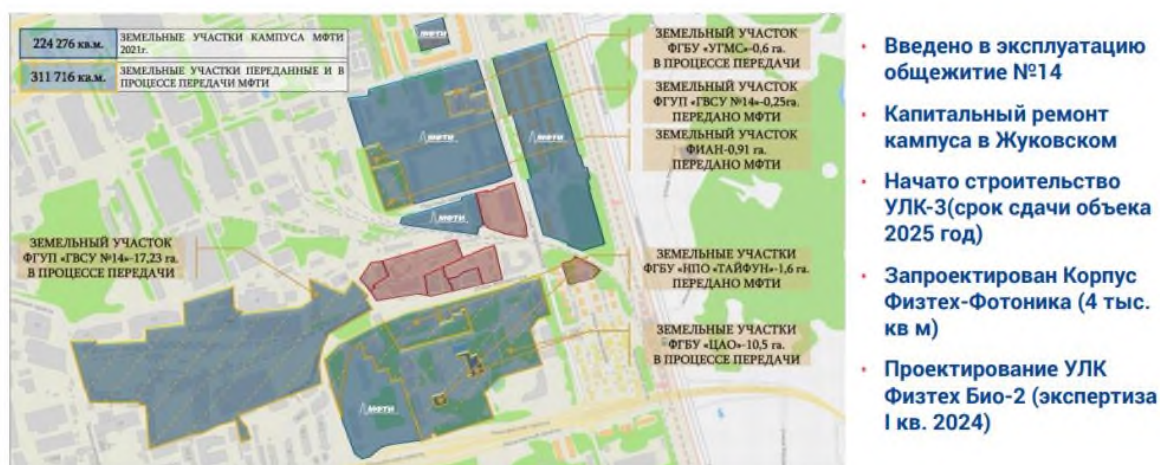 224 276 кв.м.
ЗЕМЕЛЬНЫЕ УЧАСТКИ КАМПУСА МФТИ
2021г.
311 716 ка.м.
ЗЕМЕЛЬНЫЕ УЧАСТКИ ПЕРЕДАННЫЕ И В
ПРОЦЕССЕ ПЕРЕДАЧИ МФТИ
МФТИ
ЗЕМЕЛЬНЫЙ УЧАСТОК
ФГБУ «УГМС»-0,6 га.
В ПРОЦЕССЕ ПЕРЕДАЧИ
ЗЕМЕЛЬНЫЙ УЧАСТОК
ФГУП «ГВСУ №14»-0,25га.
ПЕРЕДАНО МФТИ
ЗЕМЕЛЬНЫЙ УЧАСТОК
ФИАН-0,91 га.
ПЕРЕДАНО МФТИ
МФТИ
МФТИ
МФТИ
ЗЕМЕЛЬНЫЙ УЧАСТОК
ФГУП «ГВСУ №14»-17,23 га.
В ПРОЦЕССЕ ПЕРЕДАЧИ
ЗЕМЕЛЬНЫЕ УЧАСТКИ
ФГБУ «НПО «ТАЙФУН»-1,6 га.
ПЕРЕДАНО МФТИ
ЗЕМЕЛЬНЫЕ УЧАСТКИ
ФГБУ «ЦАО»-10,5 га.
В ПРОЦЕССЕ ПЕРЕДАЧИ
МФТИ
• Введено в эксплуатацию
общежитие №14
• Капитальный ремонт
кампуса в Жуковском
• Начато строительство
УЛК-3(срок сдачи объека
2025 год)
• Запроектирован Корпус
Физтех-Фотоника (4 тыс.
кв м)
• Проектирование УЛК
Физтех Био-2 (экспертиза
I кв. 2024)